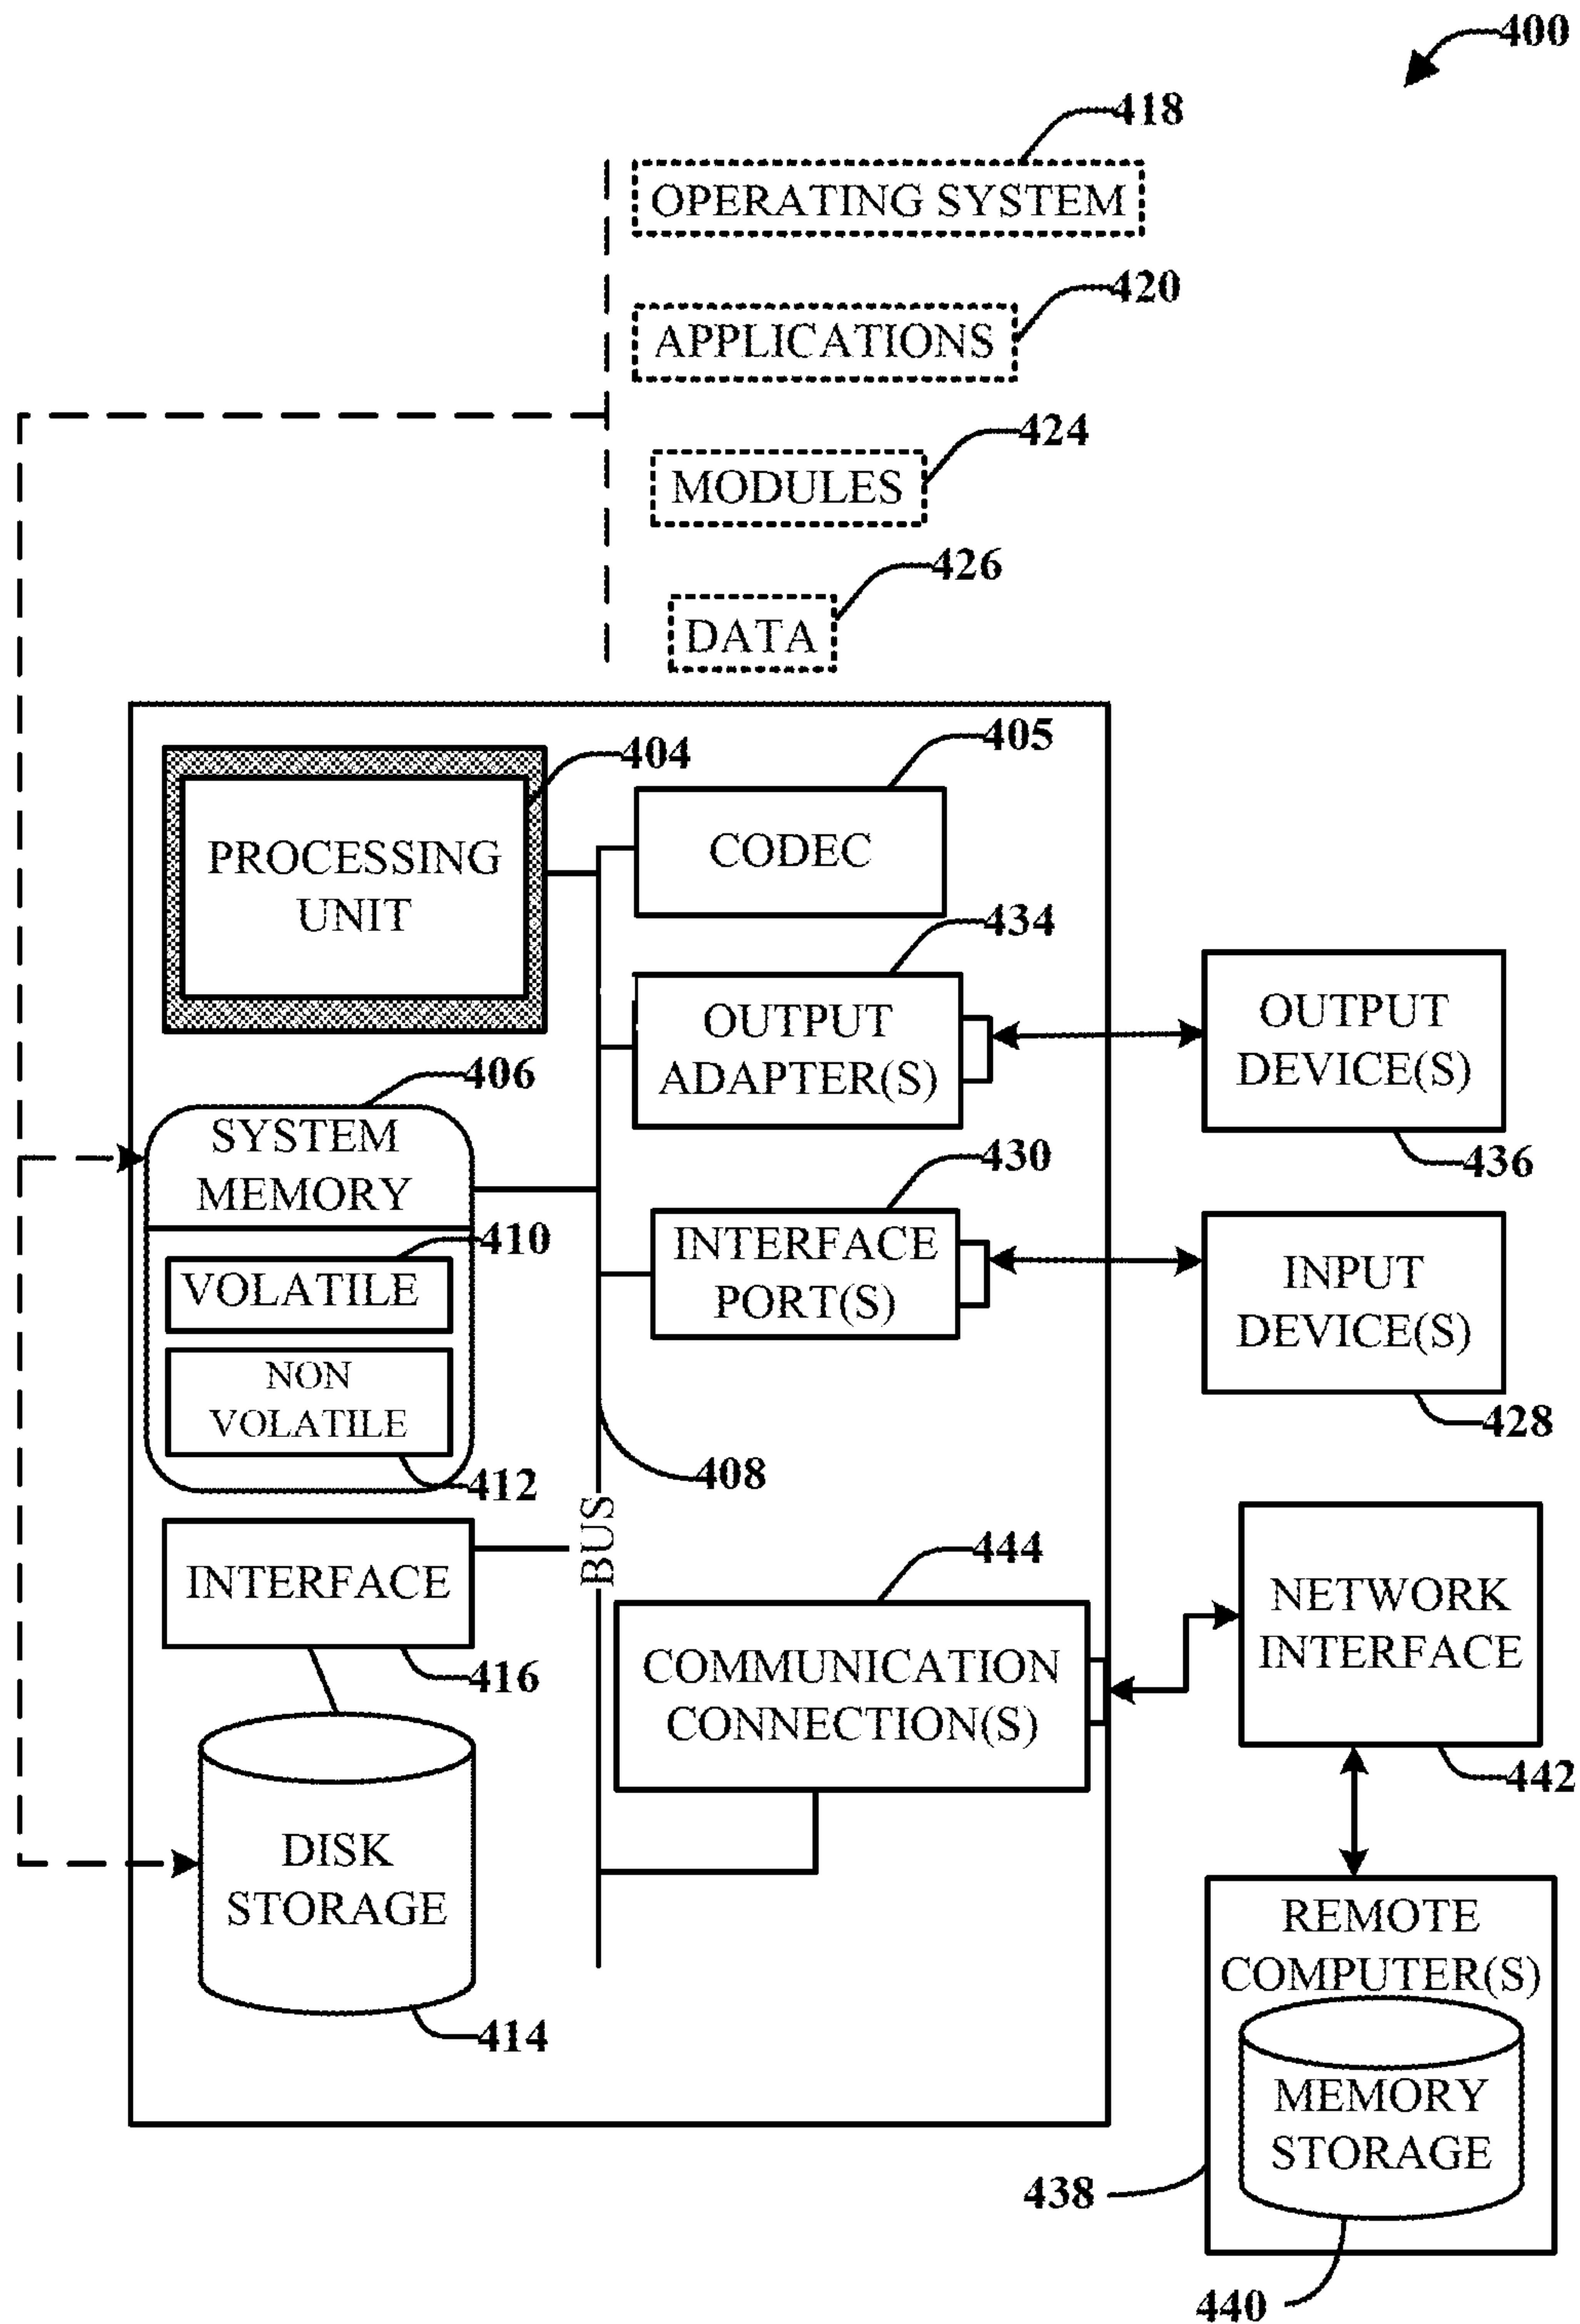 400
418
OPERATING SYSTEM
420
APPLICATIONS
424
MODULES
426
DATA
404
PROCESSING
UNIT
405
CODEC
434
OUTPUT
ADAPTER(S)
OUTPUT
DEVICE(S)
436
406
SYSTEM
MEMORY
410
VOLATILE
NON
VOLATILE
412
430
INTERFACE
PORT(S)
INPUT
DEVICE(S)
428
408
BUS
INTERFACE
416
444
COMMUNICATION
CONNECTION(S)
NETWORK
INTERFACE
442
DISK
STORAGE
414
REMOTE
COMPUTER(S)
MEMORY
STORAGE
438
440